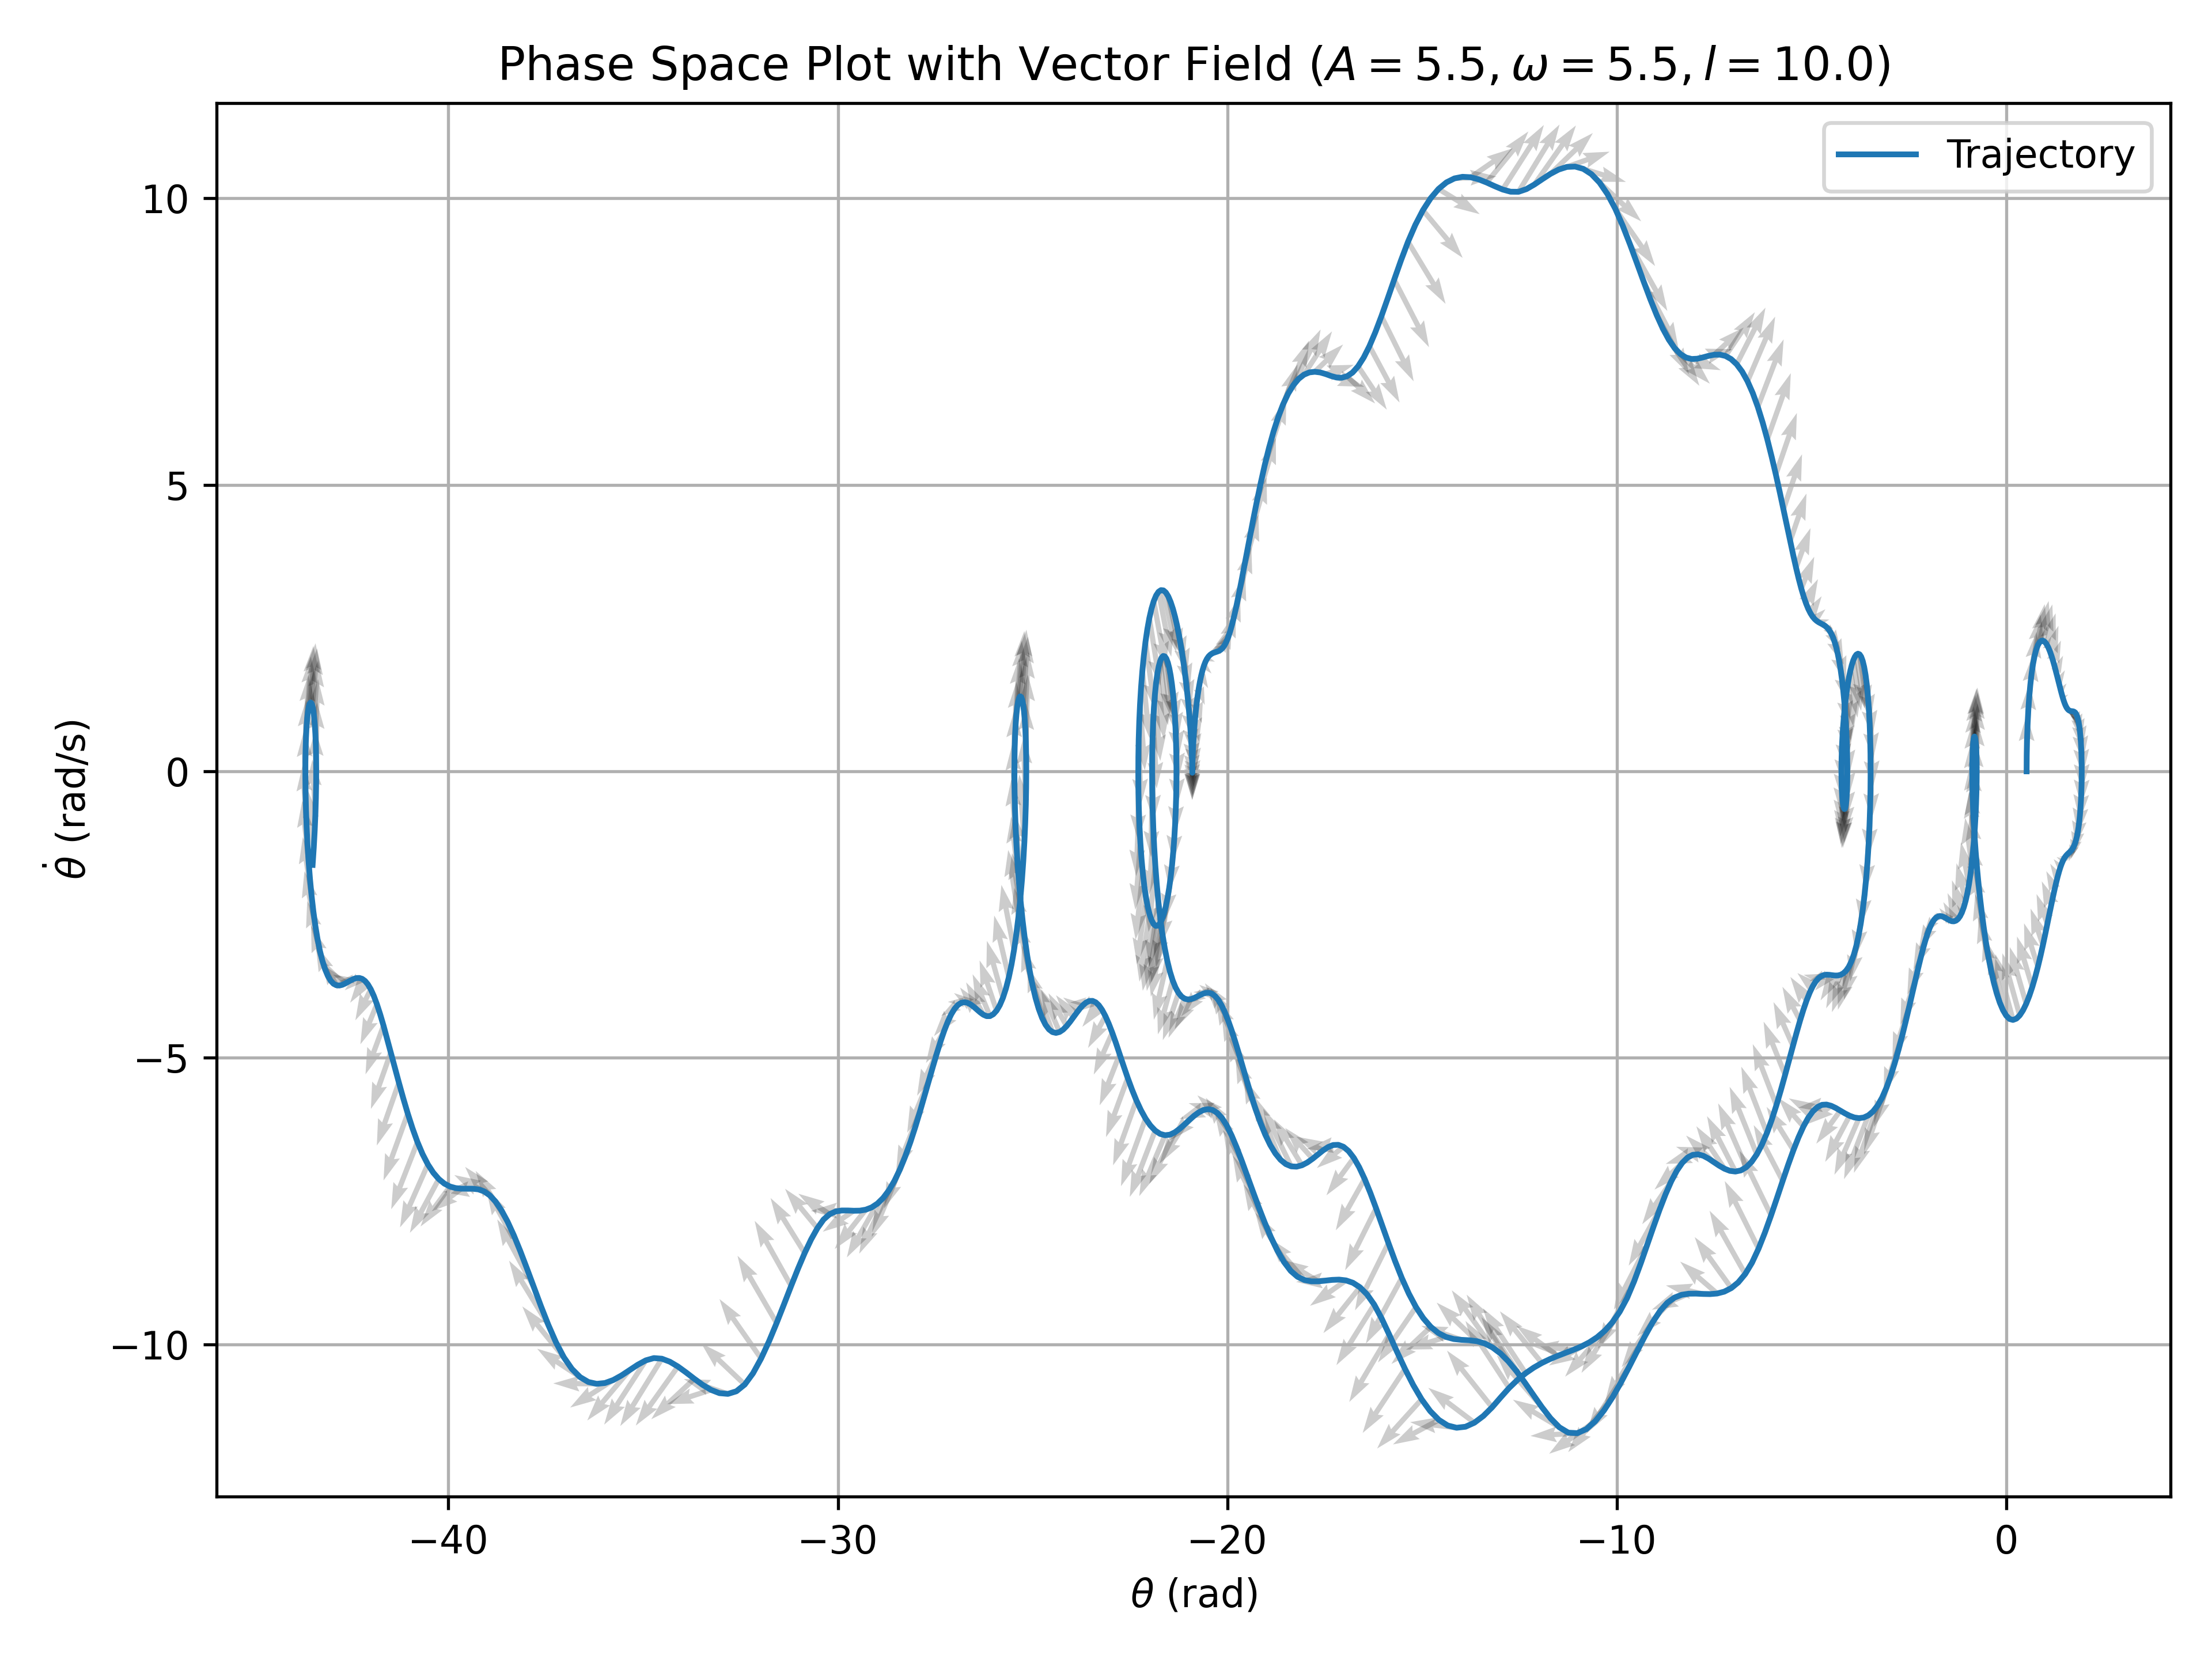 Phase Space Plot with Vector Field (A = 5.5, ω = 5.5, l = 10.0)
Trajectory
10
5
0
−5
−10
θ̇ (rad/s)
−40 −30 −20 −10 0
θ (rad)